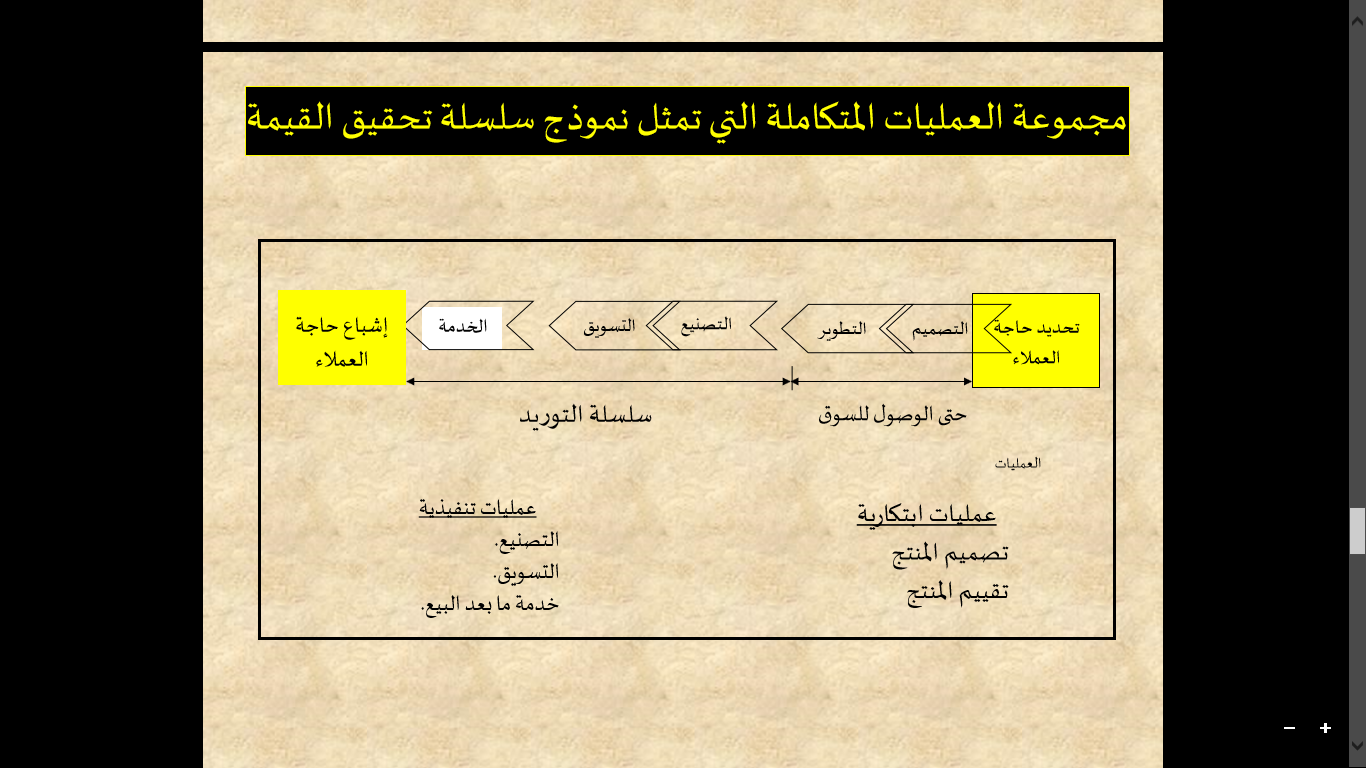 مجموعة العمليات المتكاملة التي تمثل نموذج سلسلة تحقيق القيمة
تحديد حاجة
العملاء
التصميم
التطوير
التصنيع
التسويق
الخدمة
إشباع حاجة
العملاء
حتى الوصول للسوق
سلسلة التوريد
العمليات
عمليات ابتكارية
تصميم المنتج
تقييم المنتج
عمليات تنفيذية
التصنيع.
التسويق.
خدمة ما بعد البيع.